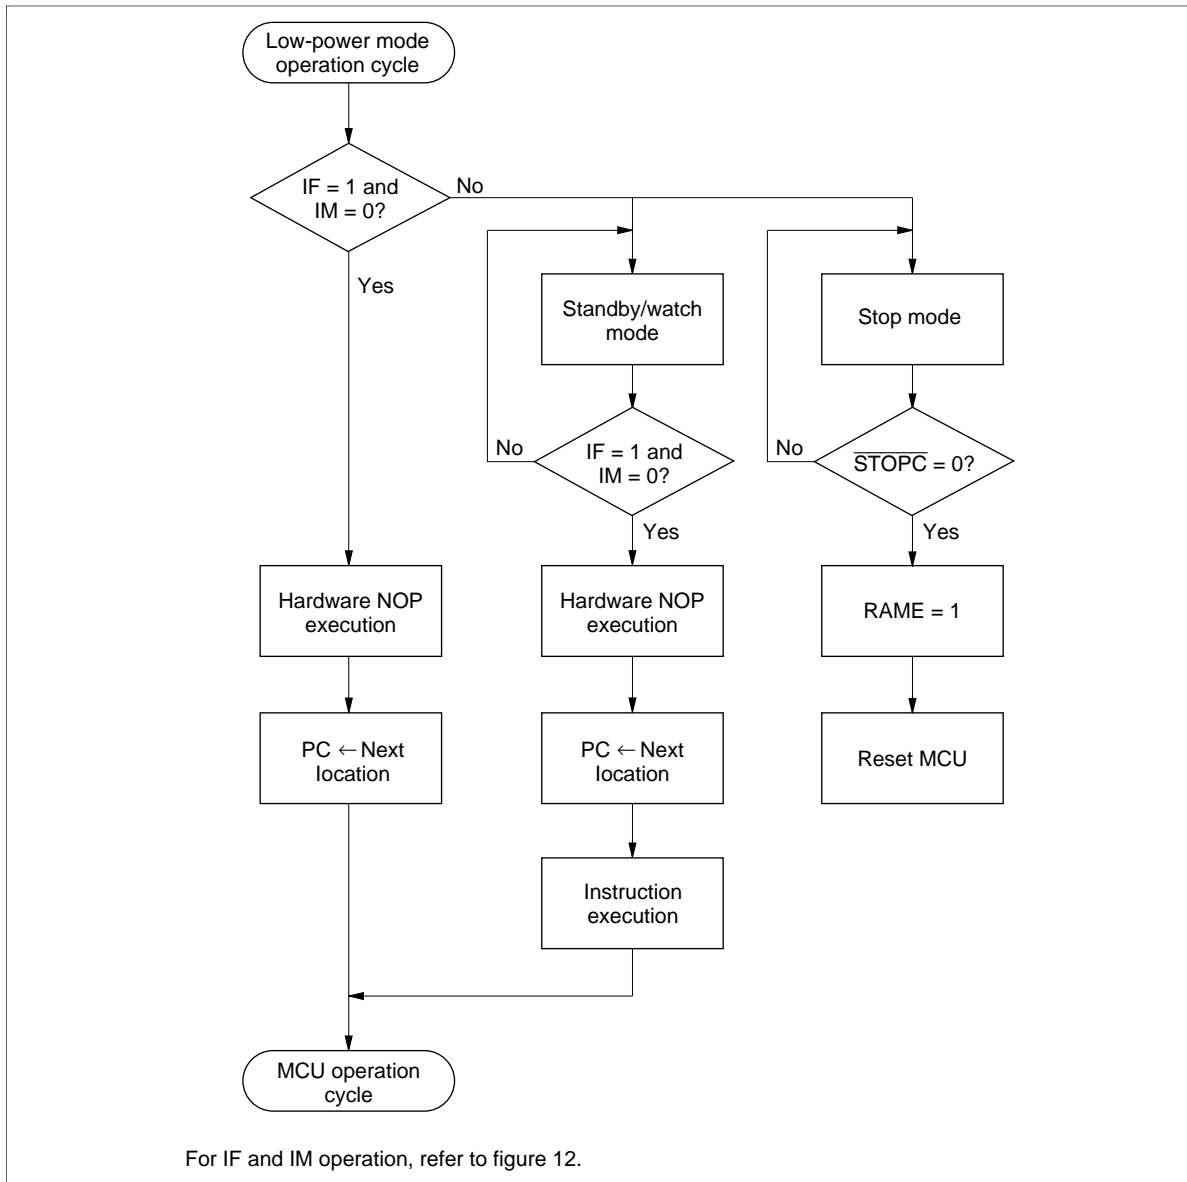 Low-power mode
operation cycle
IF = 1 and
IM = 0?
No
Yes
Standby/watch
mode
Stop mode
No
IF = 1 and
IM = 0?
No
S̅T̅O̅P̅C̅ = 0?
Yes
Yes
Hardware NOP
execution
Hardware NOP
execution
RAME = 1
PC ← Next
location
PC ← Next
location
Reset MCU
Instruction
execution
MCU operation
cycle
For IF and IM operation, refer to figure 12.